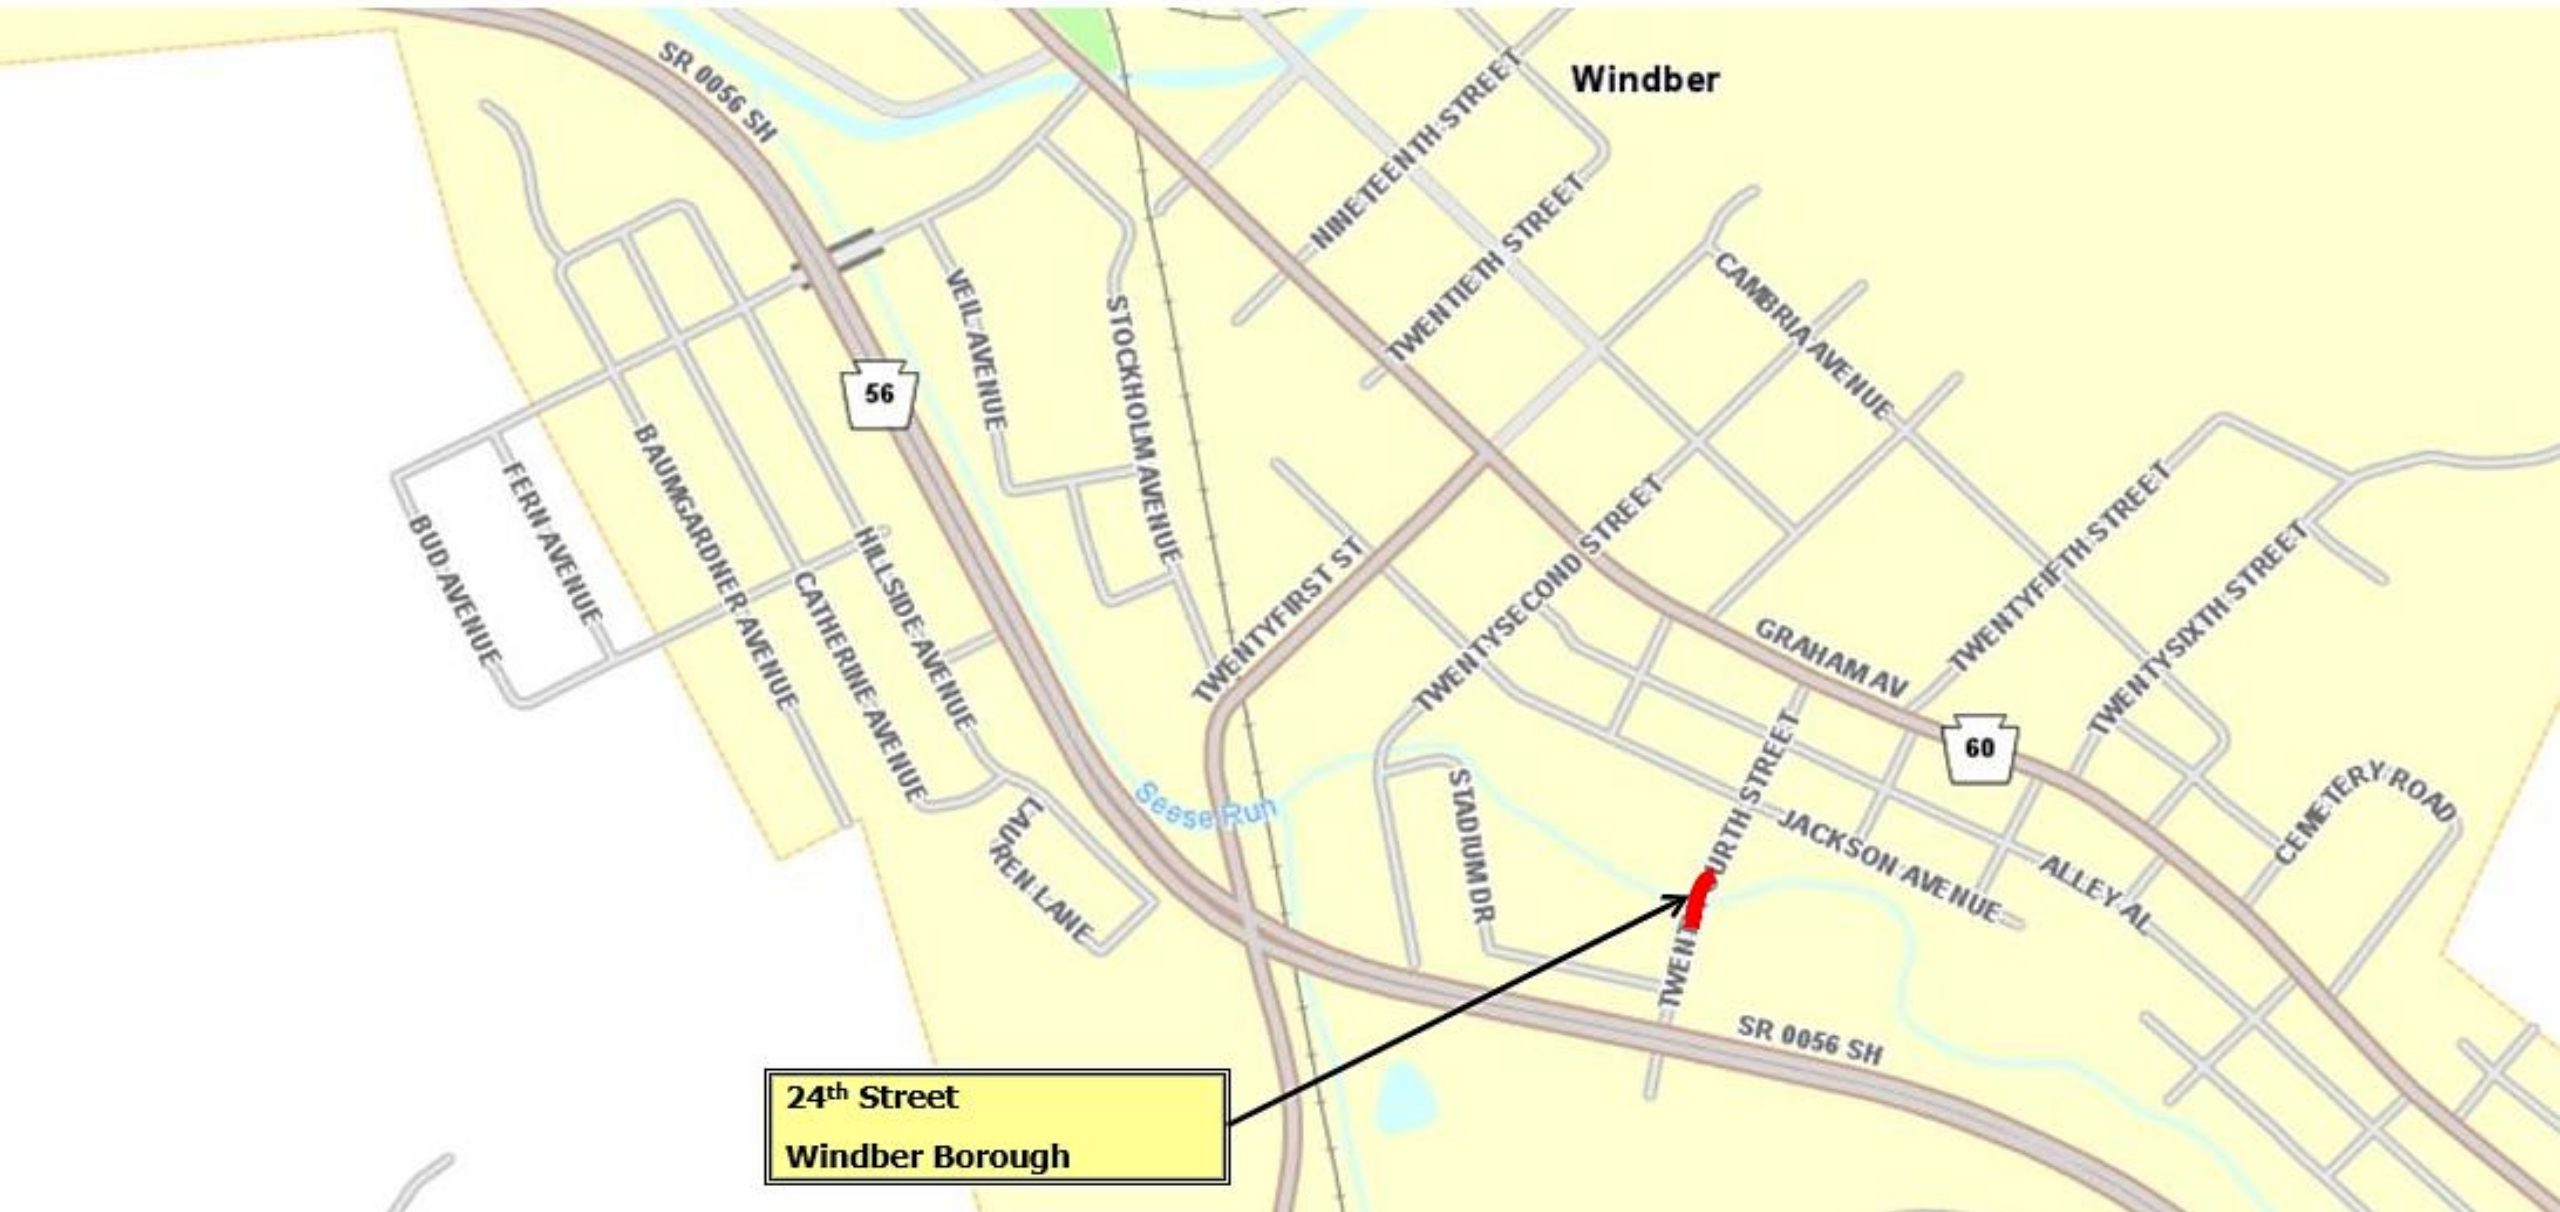 SR 0056 SH
Windber
NINETEENTH STREET
TWENTIETH STREET
CAMBRIA AVENUE
VEIL AVENUE
STOCKHOLM AVENUE
56
BAUMGARDNER AVENUE
FERN AVENUE
BUD AVENUE
HILLSIDE AVENUE
CATHERINE AVENUE
TWENTYFIRST ST
TWENTYSECOND STREET
TWENTYFIFTH STREET
TWENTYSIXTH STREET
GRAHAM AV
60
CEMETERY ROAD
Seese Run
STADIUM DR
LAUREN LANE
TWENT URTH STREET
JACKSON AVENUE
ALLEY AL
SR 0056 SH
24th Street
Windber Borough